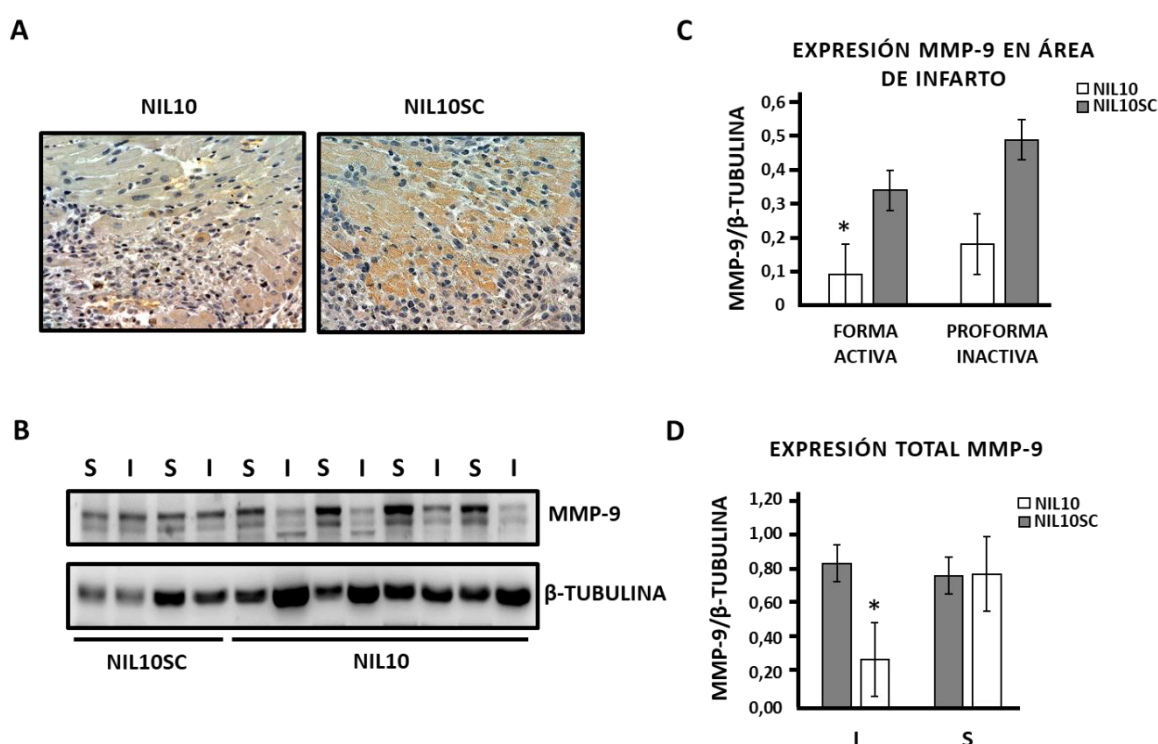 A
NIL10
NIL10SC
B
S I S I S I S I S I S I
MMP-9
β-TUBULINA
NIL10SC
NIL10
C
EXPRESIÓN MMP-9 EN ÁREA
DE INFARTO
NIL10
NIL10SC
MMP-9/β-TUBULINA
0,6
0,5
0,4
0,3
0,2
0,1
0
*
FORMA
ACTIVA
PROFORMA
INACTIVA
D
EXPRESIÓN TOTAL MMP-9
NIL10
NIL10SC
MMP-9/β-TUBULINA
1,20
1,00
0,80
0,60
0,40
0,20
0,00
*
I
S